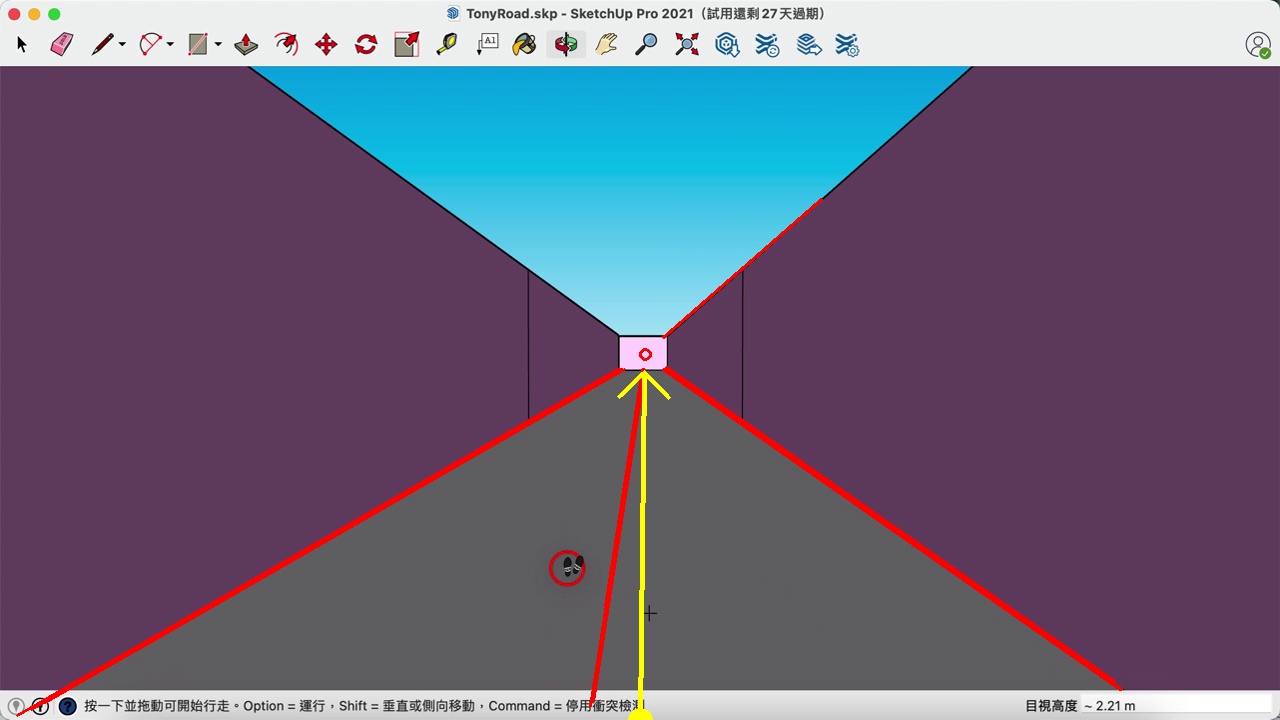 TonyRoad.skp - SketchUp Pro 2021（試用還剩27天過期）
A1
按一下並拖動可開始行走。Option = 運行，Shift = 垂直或側向移動，Command = 停用衝突檢測
目視高度 ~ 2.21 m